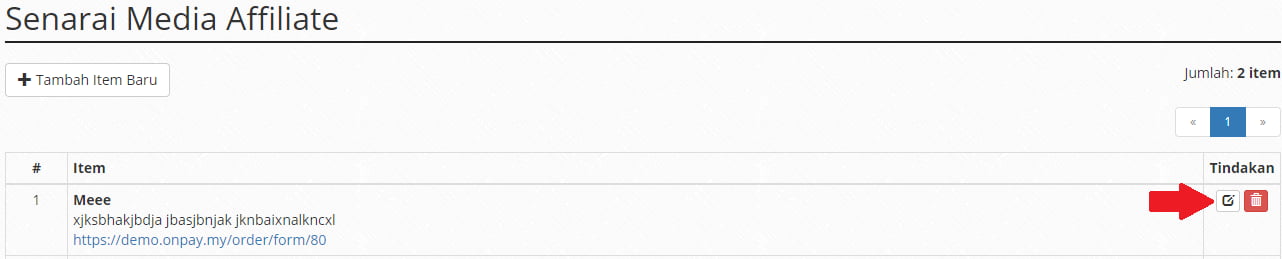 Senarai Media Affiliate
Tambah Item Baru
Jumlah: 2 item
« 1 »
# Item Tindakan
1 Meee
xjksbhakjbdja jbasjbnjak jknbaixnalkncxl
https://demo.onpay.my/order/form/80